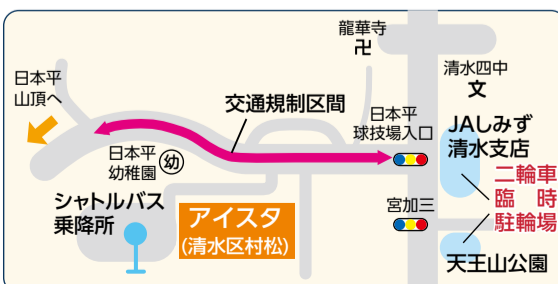 龍華寺
卍
日本平
山頂へ
清水四中
文
交通規制区間
日本平
球技場入口
JAしみず
清水支店
日本平
幼稚園
幼
二輪車
臨時
駐輪場
シャトルバス
乗降所
アイスタ
(清水区村松)
宮加三
天王山公園